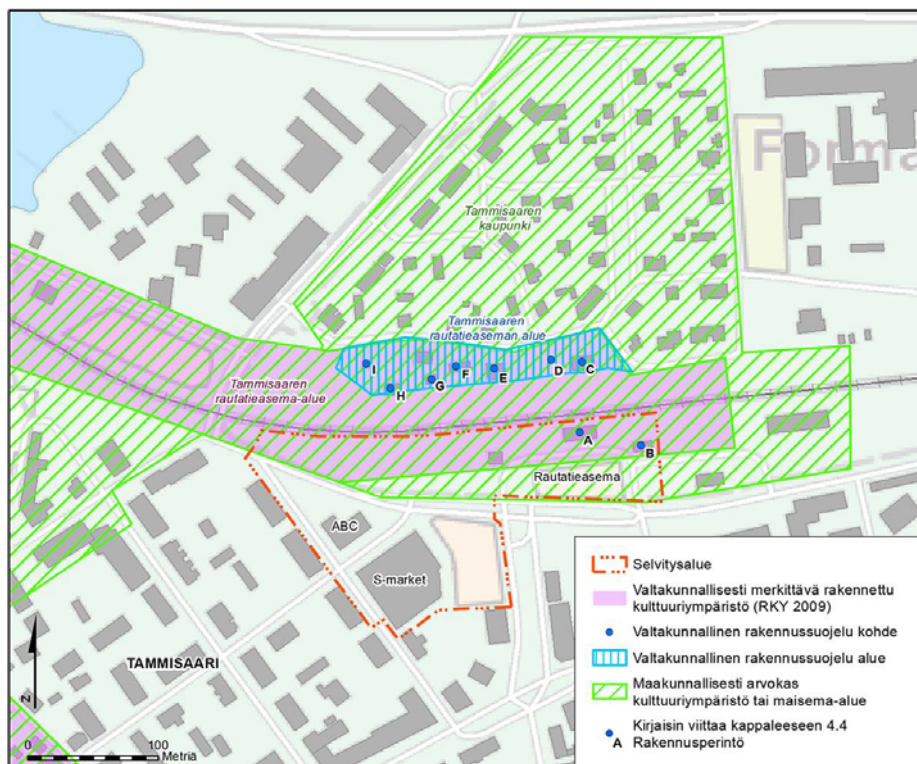 Forma
Tammisaaren
kaupunki
Tammisaaren
rautatieaseman alue
Tammisaaren
rautatieasema-alue
I
H
G
F
E
D
C
A
B
Rautatieasema
ABC
S-market
TAMMISAARI
N
0 100
Metriä
Selvitysalue
Valtakunnallisesti merkittävä rakennettu
kulttuuriympäristö (RKY 2009)
Valtakunnallinen rakennussuojelu kohde
Valtakunnallinen rakennussuojelu alue
Maakunnallisesti arvokas
kulttuuriympäristö tai maisema-alue
Kirjaisin viittaa kappaleeseen 4.4
A Rakennusperintö